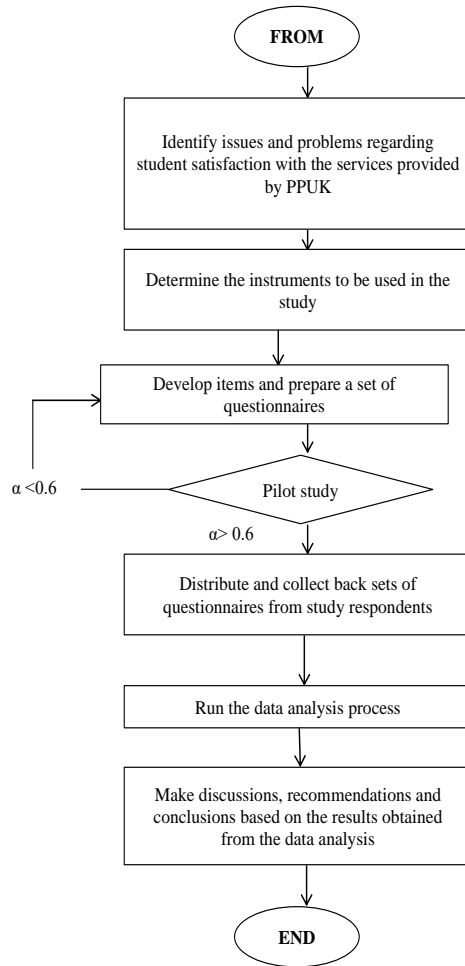 FROM
Identify issues and problems regarding
student satisfaction with the services provided
by PPUK
Determine the instruments to be used in the
study
Develop items and prepare a set of
questionnaires
Pilot study
α <0.6
α> 0.6
Distribute and collect back sets of
questionnaires from study respondents
Run the data analysis process
Make discussions, recommendations and
conclusions based on the results obtained
from the data analysis
END